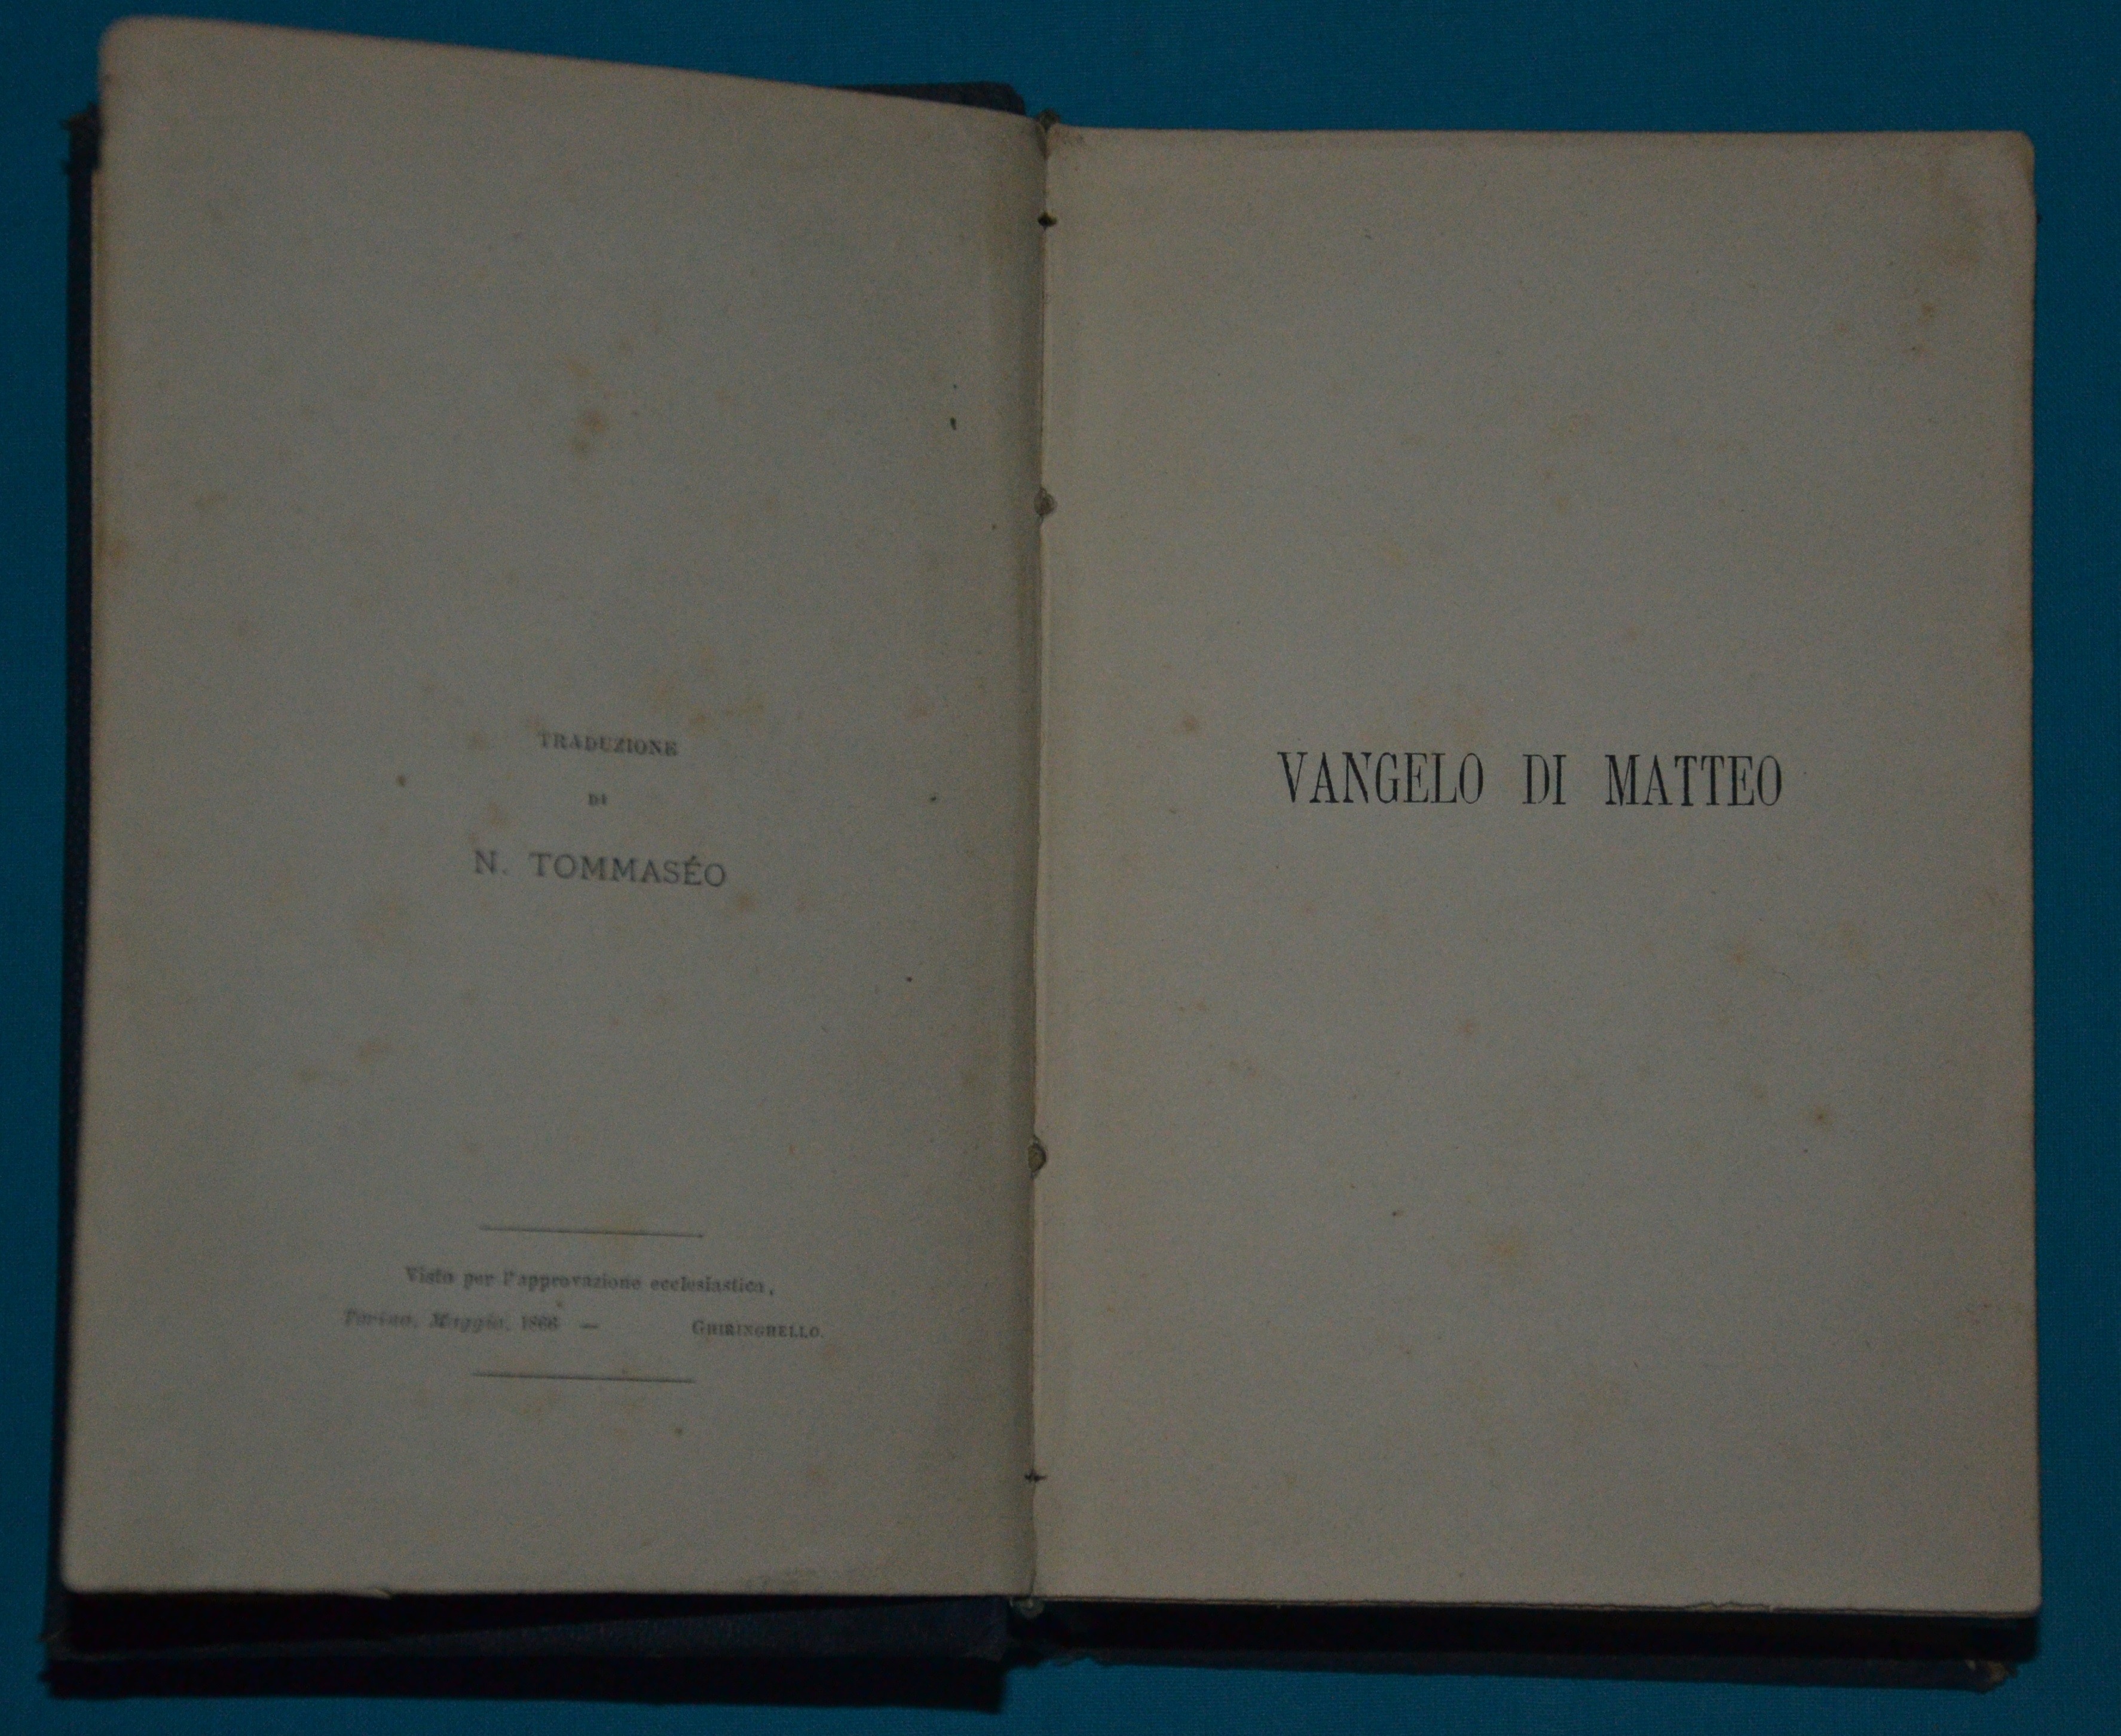 TRADUZIONE
DI
N. TOMMASÉO
Visto per l'approvazione ecclesiastica,
Torino, Maggio, 1866 — GHIRINGHELLO.
VANGELO DI MATTEO